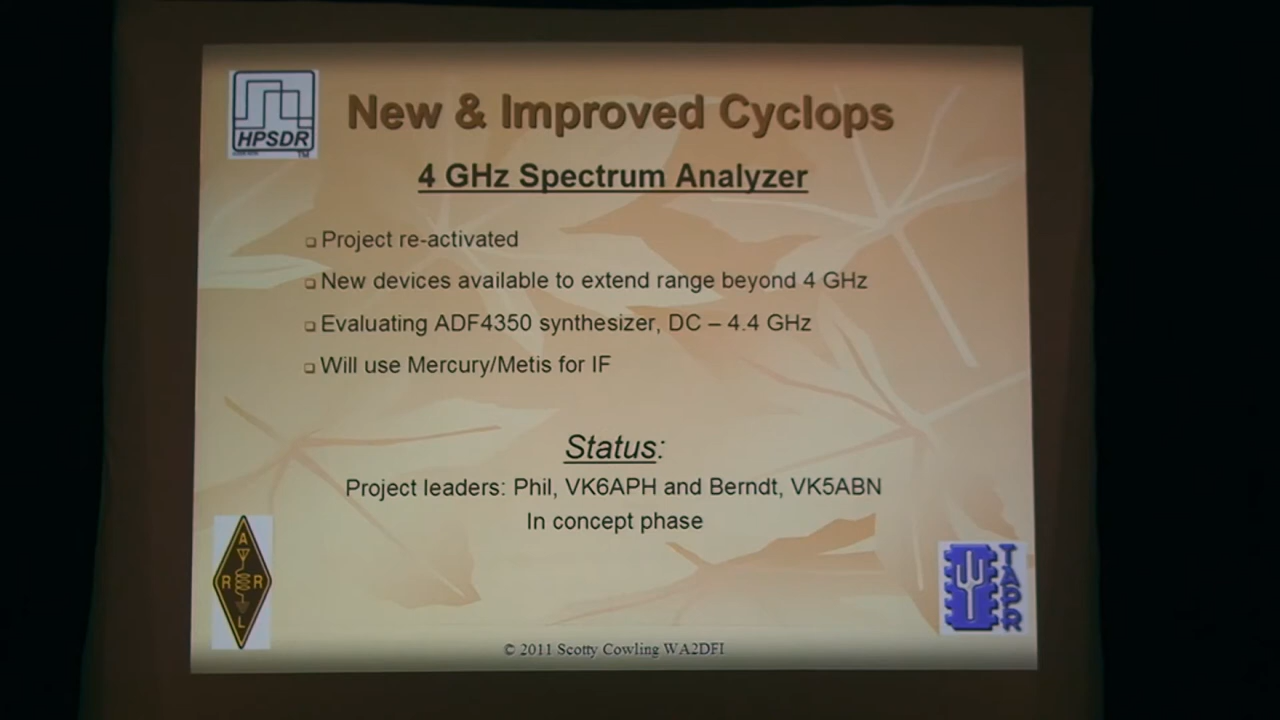 HPSDR
TM
New & Improved Cyclops
4 GHz Spectrum Analyzer
Project re-activated
New devices available to extend range beyond 4 GHz
Evaluating ADF4350 synthesizer, DC – 4.4 GHz
Will use Mercury/Metis for IF
Status:
Project leaders: Phil, VK6APH and Berndt, VK5ABN
In concept phase
A
R R
L
TAPR
© 2011 Scotty Cowling WA2DFI